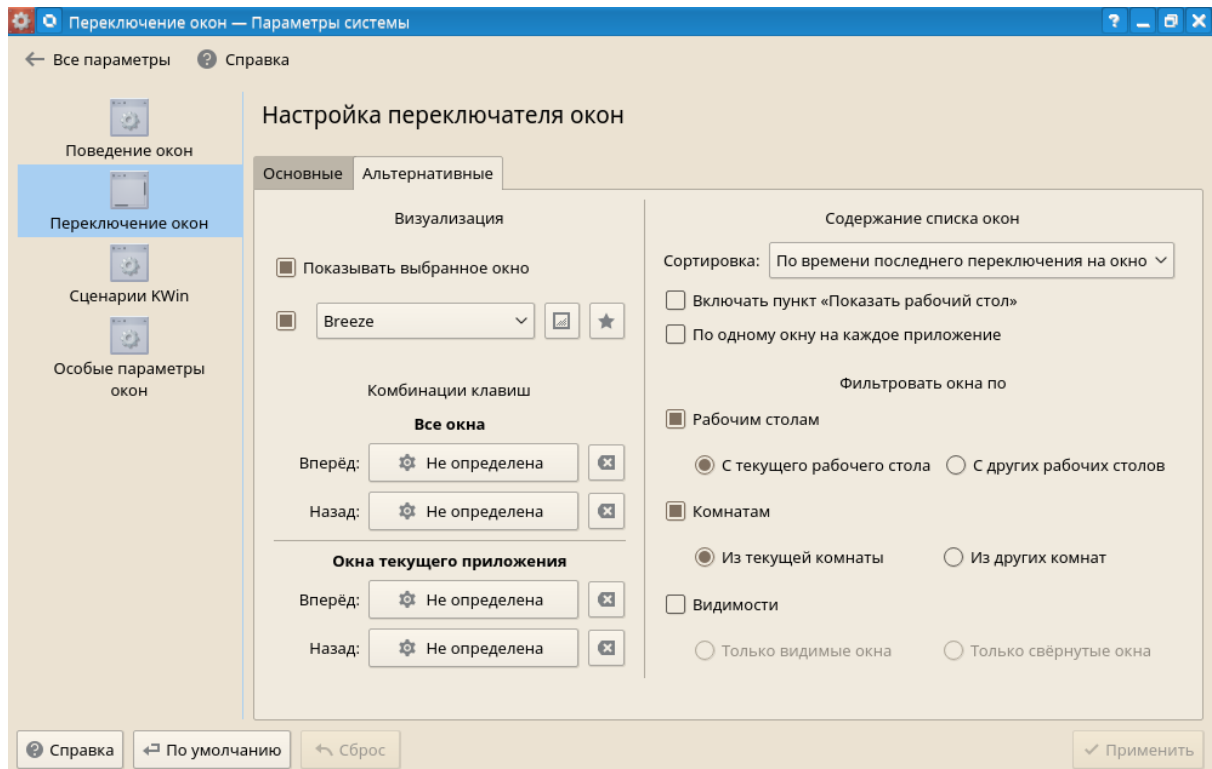 Переключение окон — Параметры системы
Все параметры Справка
Поведение окон
Переключение окон
Сценарии KWin
Особые параметры
окон
Настройка переключателя окон
Основные Альтернативные
Визуализация
Показывать выбранное окно
Breeze
Комбинации клавиш
Все окна
Вперёд: Не определена
Назад: Не определена
Окна текущего приложения
Вперёд: Не определена
Назад: Не определена
Содержание списка окон
Сортировка: По времени последнего переключения на окно
Включать пункт «Показать рабочий стол»
По одному окну на каждое приложение
Фильтровать окна по
Рабочим столам
С текущего рабочего стола С других рабочих столов
Комнатам
Из текущей комнаты Из других комнат
Видимости
Только видимые окна Только свёрнутые окна
Справка По умолчанию Сброс Применить